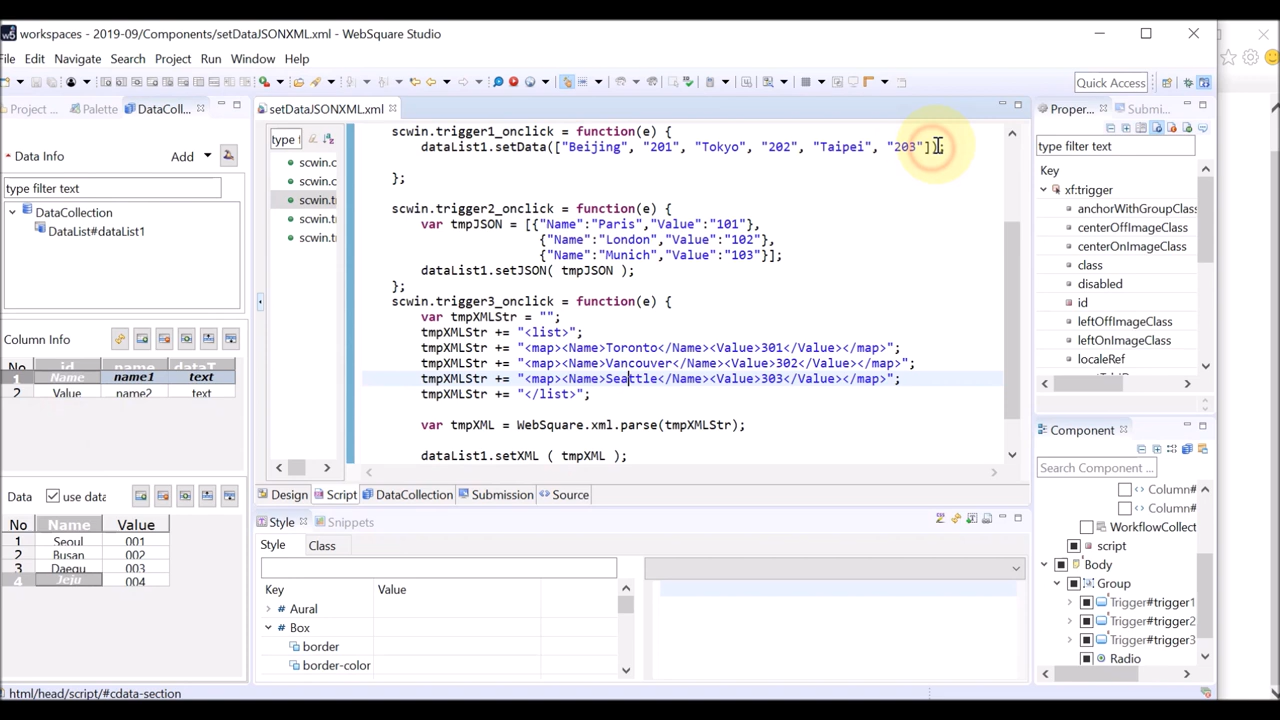 workspaces - 2019-09/Components/setDataJSONXML.xml - WebSquare Studio
File Edit Navigate Search Project Run Window Help
Quick Access
Project ... Palette DataCollec...
Data Info
Add
type filter text
DataCollection
DataList#dataList1
Column Info
No id name dataT
1 Name name1 text
2 Value name2 text
Data use data
No Name Value
1 Seoul 001
2 Busan 002
3 Daegu 003
4 Jeju 004
setDataJSONXML.xml
type f
scwin.c
scwin.c
scwin.t
scwin.t
scwin.t
scwin.trigger1_onclick = function(e) {
dataList1.setData(["Beijing", "201", "Tokyo", "202", "Taipei", "203"]);
};
scwin.trigger2_onclick = function(e) {
var tmpJSON = [{"Name":"Paris","Value":"101"},
{"Name":"London","Value":"102"},
{"Name":"Munich","Value":"103"}];
dataList1.setJSON( tmpJSON );
};
scwin.trigger3_onclick = function(e) {
var tmpXMLStr = "";
tmpXMLStr += "<list>";
tmpXMLStr += "<map><Name>Toronto</Name><Value>301</Value></map>";
tmpXMLStr += "<map><Name>Vancouver</Name><Value>302</Value></map>";
tmpXMLStr += "<map><Name>Seattle</Name><Value>303</Value></map>";
tmpXMLStr += "</list>";
var tmpXML = WebSquare.xml.parse(tmpXMLStr);
dataList1.setXML ( tmpXML );
Design Script DataCollection Submission Source
Style Snippets
Style Class
Key Value
# Aural
# Box
border
border-color
Proper... Submi...
type filter text
Key
xf:trigger
anchorWithGroupClass
centerOffImageClass
centerOnImageClass
class
disabled
id
leftOffImageClass
leftOnImageClass
localeRef
Component
Search Component ...
Column#
Column#
WorkflowCollect
script
Body
Group
Trigger#trigger1
Trigger#trigger2
Trigger#trigger3
Radio
html/head/script/#cdata-section